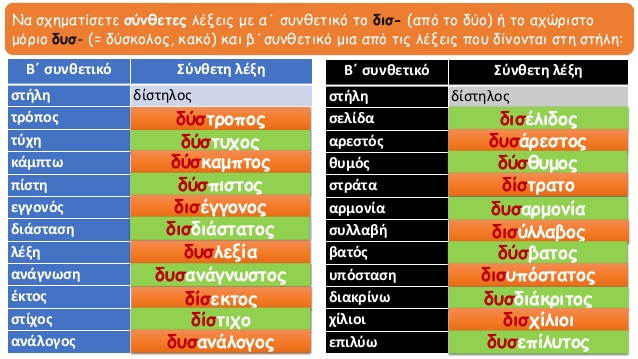 Να σχηματίσετε σύνθετες λέξεις με α΄ συνθετικό το δισ- (από το δύο) ή το αχώριστο
μόριο δυσ- (= δύσκολος, κακό) και β΄συνθετικό μια από τις λέξεις που δίνονται στη στήλη:
Β΄ συνθετικό Σύνθετη λέξη
στήλη δίστηλος
τρόπος δύστροπος
τύχη δύστυχος
κάμπτω δύσκαμπτος
πίστη δύσπιστος
εγγονός δισέγγονος
διάσταση δισδιάστατος
λέξη δυσλεξία
ανάγνωση δυσανάγνωστος
έκτος δίσεκτος
στίχος δίστιχο
ανάλογος δυσανάλογος
Β΄ συνθετικό Σύνθετη λέξη
στήλη δίστηλος
σελίδα δισέλιδος
αρεστός δυσάρεστος
θυμός δύσθυμος
στράτα δίστρατο
αρμονία δυσαρμονία
συλλαβή δισύλλαβος
βατός δύσβατος
υπόσταση δισυπόστατος
διακρίνω δυσδιάκριτος
χίλιοι δισχίλιοι
επιλύω δυσεπίλυτος